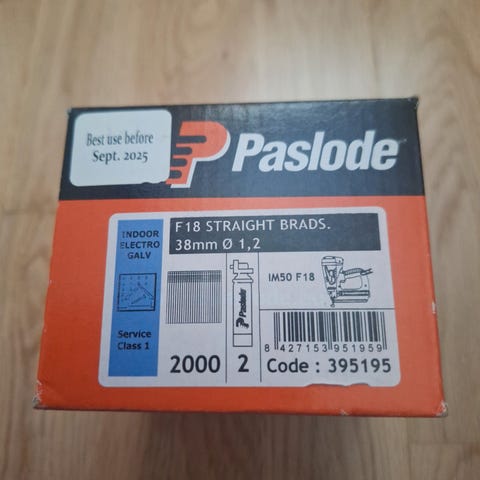 Best use before
Sept. 2025
Paslode
F18 STRAIGHT BRADS.
38mm Ø 1,2
INDOOR
ELECTRO
GALV
Service
Class 1
Paslode
IM50 F18
8 427153 951959
2000
2
Code : 395195